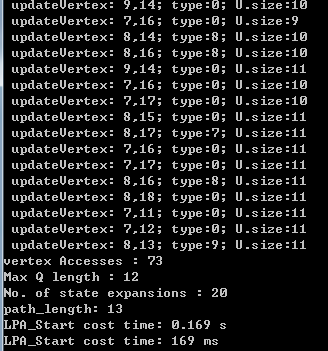 updateVertex: 9,14; type:0; U.size:10
updateVertex: 7,16; type:0; U.size:9
updateVertex: 8,14; type:8; U.size:10
updateVertex: 8,16; type:8; U.size:10
updateVertex: 9,14; type:0; U.size:11
updateVertex: 7,16; type:0; U.size:10
updateVertex: 7,17; type:0; U.size:10
updateVertex: 8,15; type:0; U.size:11
updateVertex: 8,17; type:7; U.size:11
updateVertex: 7,16; type:0; U.size:11
updateVertex: 7,17; type:0; U.size:11
updateVertex: 8,16; type:8; U.size:11
updateVertex: 8,18; type:0; U.size:11
updateVertex: 7,11; type:0; U.size:11
updateVertex: 7,12; type:0; U.size:11
updateVertex: 8,13; type:9; U.size:11
vertex Accesses : 73
Max Q length : 12
No. of state expansions : 20
path_length: 13
LPA_Start cost time: 0.169 s
LPA_Start cost time: 169 ms